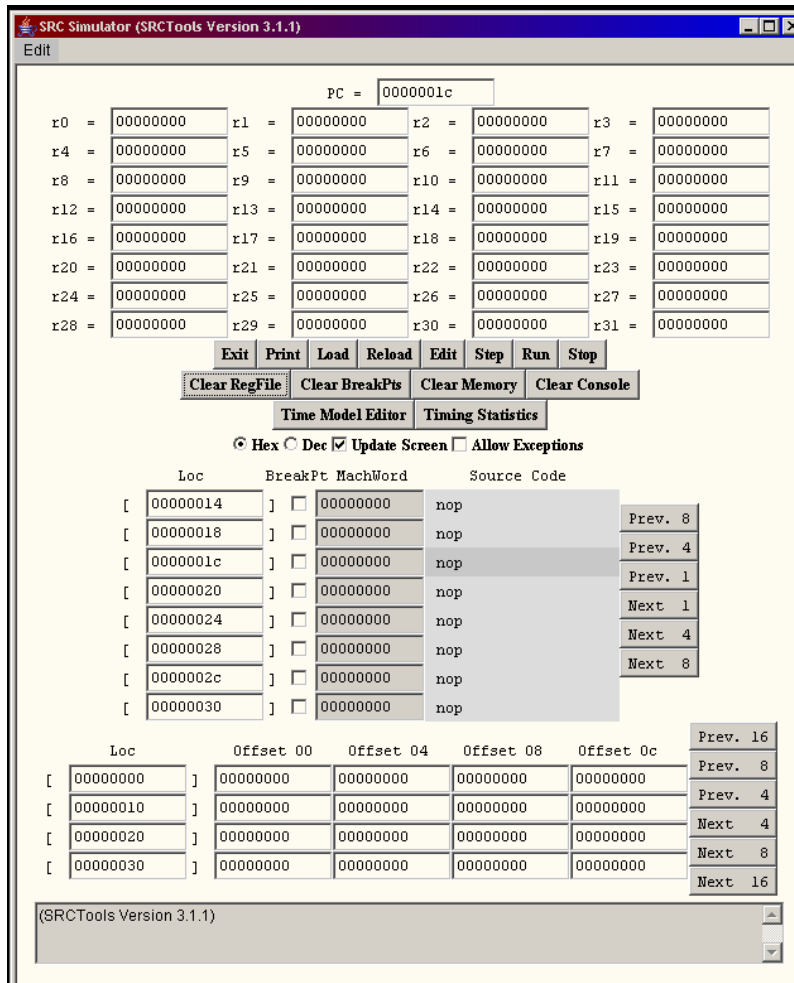 SRC Simulator (SRCTools Version 3.1.1)
Edit
PC = 0000001c
r0 = 00000000 r1 = 00000000 r2 = 00000000 r3 = 00000000
r4 = 00000000 r5 = 00000000 r6 = 00000000 r7 = 00000000
r8 = 00000000 r9 = 00000000 r10 = 00000000 r11 = 00000000
r12 = 00000000 r13 = 00000000 r14 = 00000000 r15 = 00000000
r16 = 00000000 r17 = 00000000 r18 = 00000000 r19 = 00000000
r20 = 00000000 r21 = 00000000 r22 = 00000000 r23 = 00000000
r24 = 00000000 r25 = 00000000 r26 = 00000000 r27 = 00000000
r28 = 00000000 r29 = 00000000 r30 = 00000000 r31 = 00000000
Exit Print Load Reload Edit Step Run Stop
Clear RegFile Clear BreakPts Clear Memory Clear Console
Time Model Editor Timing Statistics
Hex Dec Update Screen Allow Exceptions
Loc BreakPt MachWord Source Code
[ 00000014 ] 00000000 nop
Prev. 8
[ 00000018 ] 00000000 nop
Prev. 4
[ 0000001c ] 00000000 nop
Prev. 1
[ 00000020 ] 00000000 nop
Next 1
[ 00000024 ] 00000000 nop
Next 4
[ 00000028 ] 00000000 nop
Next 8
[ 0000002c ] 00000000 nop
[ 00000030 ] 00000000 nop
Prev. 16
Loc Offset 00 Offset 04 Offset 08 Offset 0c
Prev. 8
[ 00000000 ] 00000000 00000000 00000000 00000000
Prev. 4
[ 00000010 ] 00000000 00000000 00000000 00000000
Next 4
[ 00000020 ] 00000000 00000000 00000000 00000000
Next 8
[ 00000030 ] 00000000 00000000 00000000 00000000
Next 16
(SRCTools Version 3.1.1)